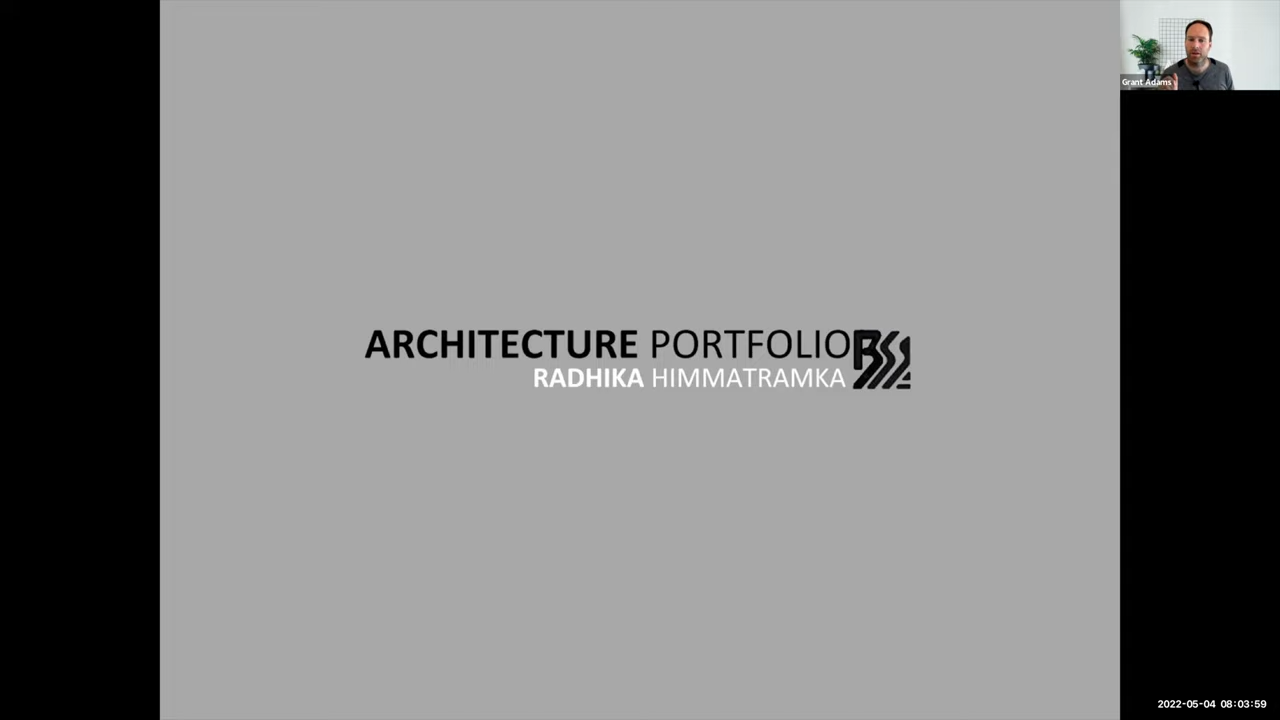 Grant Adams
ARCHITECTURE PORTFOLIO
RADHIKA HIMMATRAMKA
2022-05-04 08:03:59